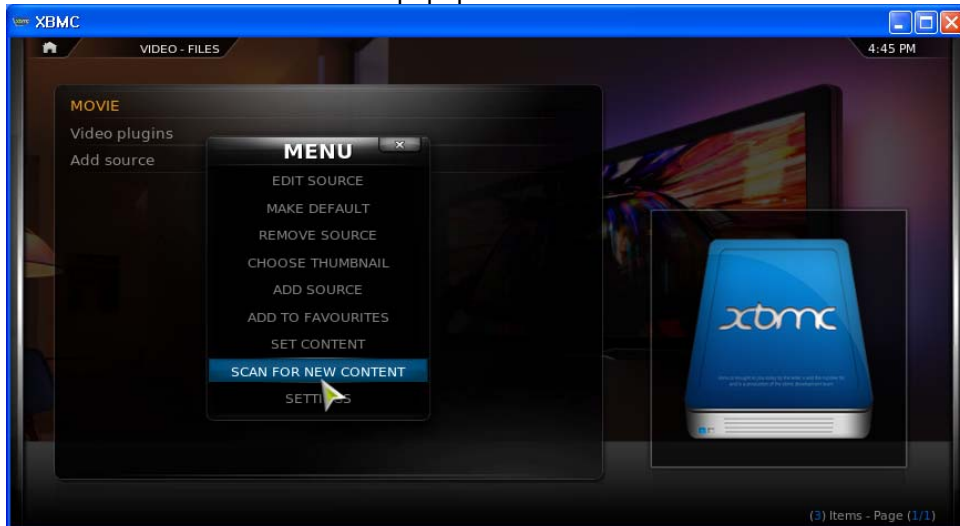 XBMC
VIDEO - FILES
4:45 PM
MOVIE
Video plugins
Add source
MENU
EDIT SOURCE
MAKE DEFAULT
REMOVE SOURCE
CHOOSE THUMBNAIL
ADD SOURCE
ADD TO FAVOURITES
SET CONTENT
SCAN FOR NEW CONTENT
SETTINGS
xbmc
(3) Items - Page (1/1)